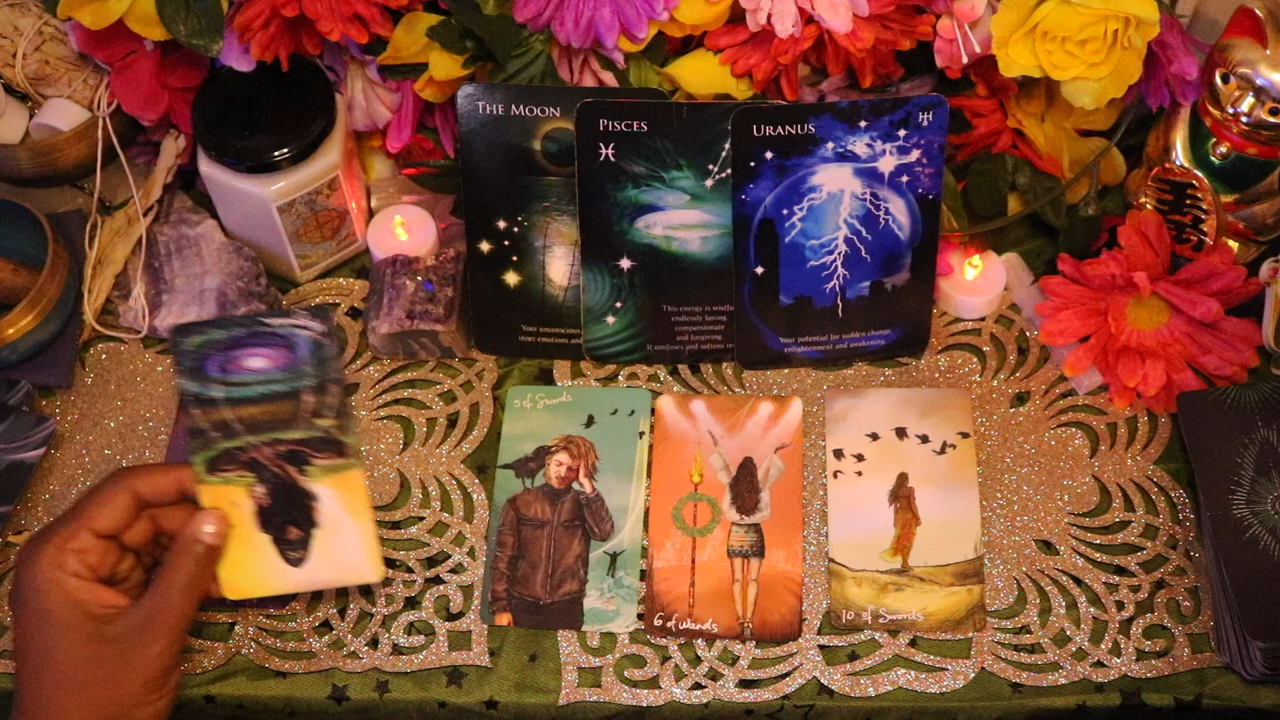 THE MOON
PISCES
♓
URANUS
♅
Your unconscious
inner emotions and
This energy is
endlessly loving,
compassionate
and forgiving.
It confuses and softens
Your potential for sudden change,
enlightenment and awakening.
5 of Swords
6 of Wands
10 of Swords